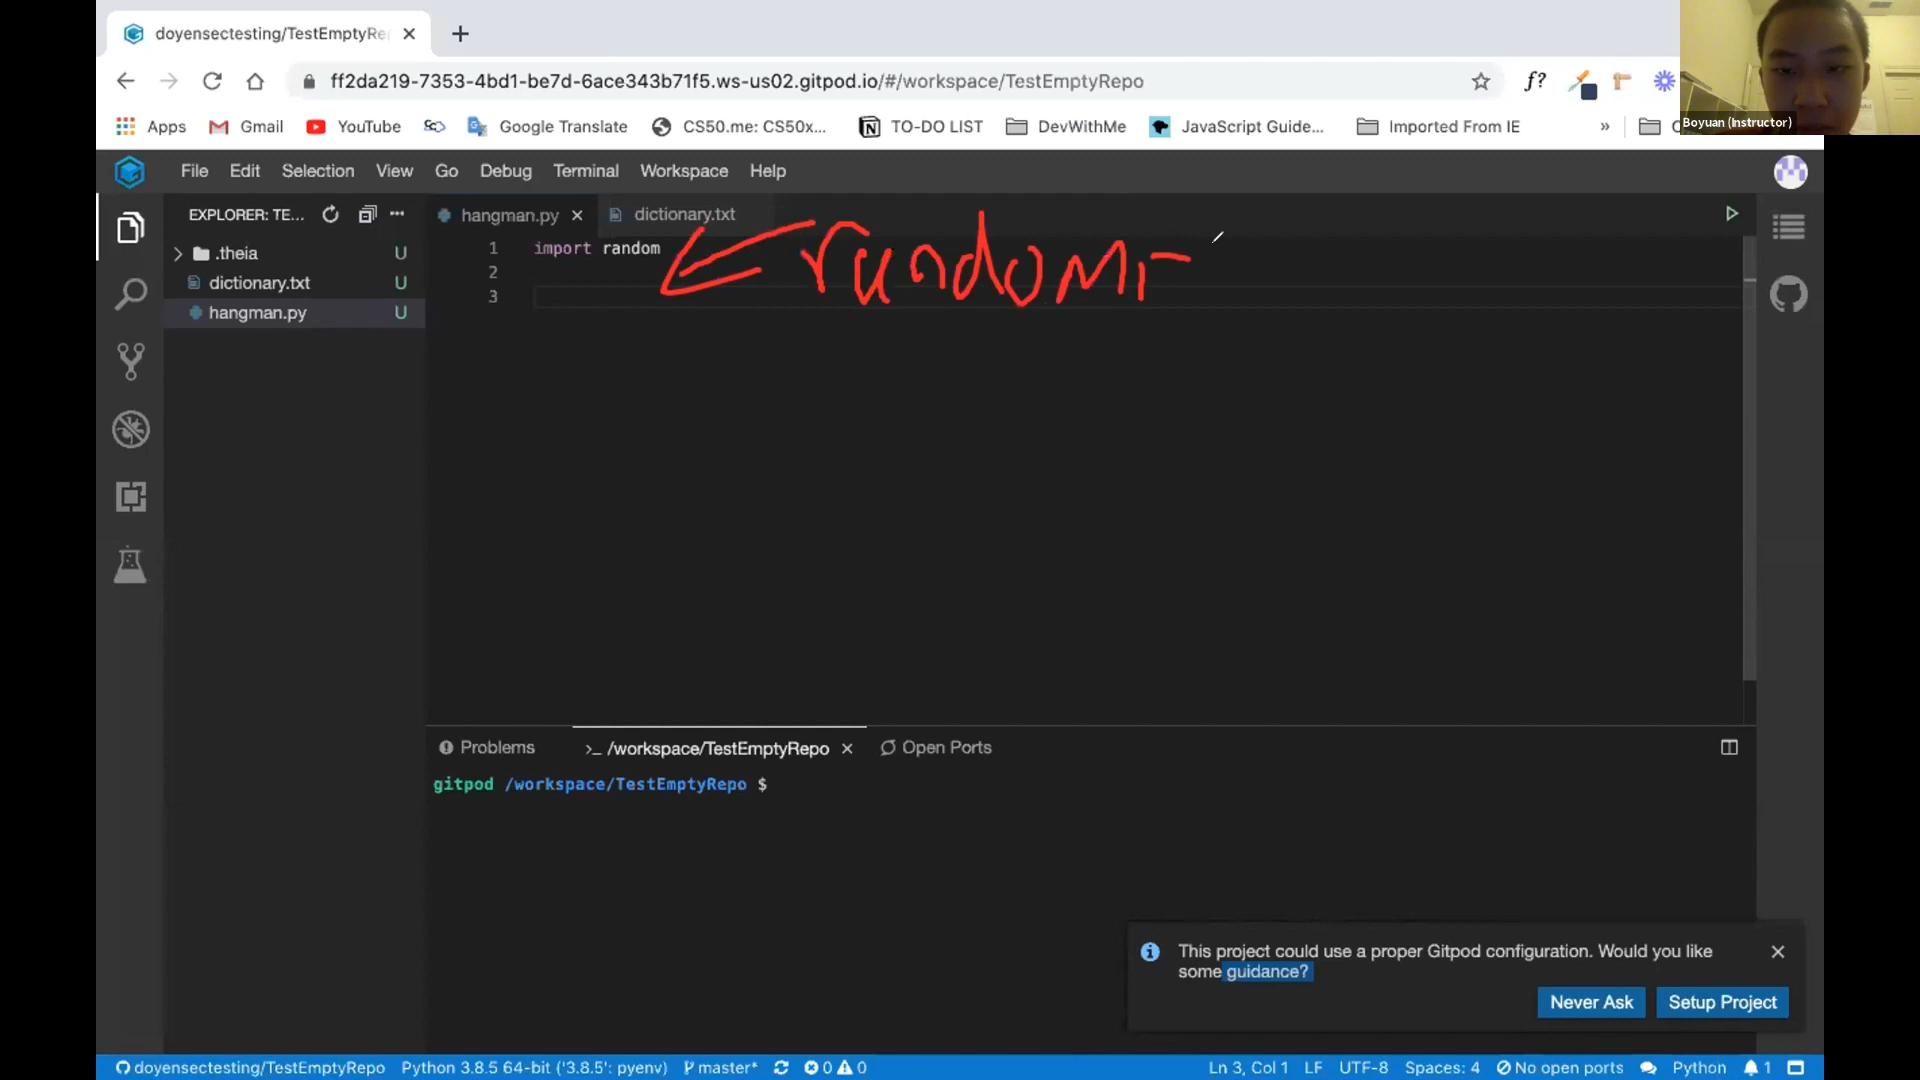 doyensectesting/TestEmptyRe
ff2da219-7353-4bd1-be7d-6ace343b71f5.ws-us02.gitpod.io/#/workspace/TestEmptyRepo
f?
Boyuan (Instructor)
Apps Gmail YouTube Google Translate CS50.me: CS50x... TO-DO LIST DevWithMe JavaScript Guide... Imported From IE »
File Edit Selection View Go Debug Terminal Workspace Help
EXPLORER: TE...
hangman.py
dictionary.txt
.theia U
dictionary.txt U
hangman.py U
1 import random
2
3
random
Problems >_ /workspace/TestEmptyRepo Open Ports
gitpod /workspace/TestEmptyRepo $
This project could use a proper Gitpod configuration. Would you like
some guidance?
Never Ask Setup Project
doyensectesting/TestEmptyRepo Python 3.8.5 64-bit ('3.8.5': pyenv) master* 0 0 Ln 3, Col 1 LF UTF-8 Spaces: 4 No open ports Python 1